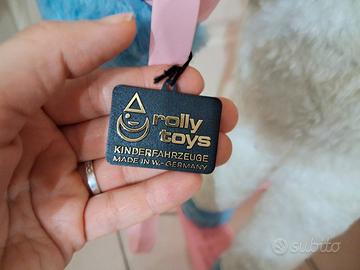 rolly
toys
KINDERFAHRZEUGE
MADE IN W.-GERMANY
subito